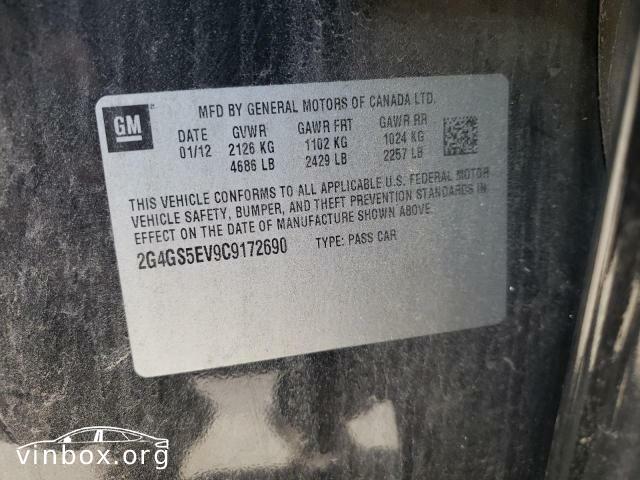 GM
MFD BY GENERAL MOTORS OF CANADA LTD.
DATE GVWR GAWR FRT GAWR RR
01/12 2126 KG 1102 KG 1024 KG
4686 LB 2429 LB 2257 LB
THIS VEHICLE CONFORMS TO ALL APPLICABLE U.S. FEDERAL MOTOR
VEHICLE SAFETY, BUMPER, AND THEFT PREVENTION STANDARDS IN
EFFECT ON THE DATE OF MANUFACTURE SHOWN ABOVE.
2G4GS5EV9C9172690 TYPE: PASS CAR
vinbox.org